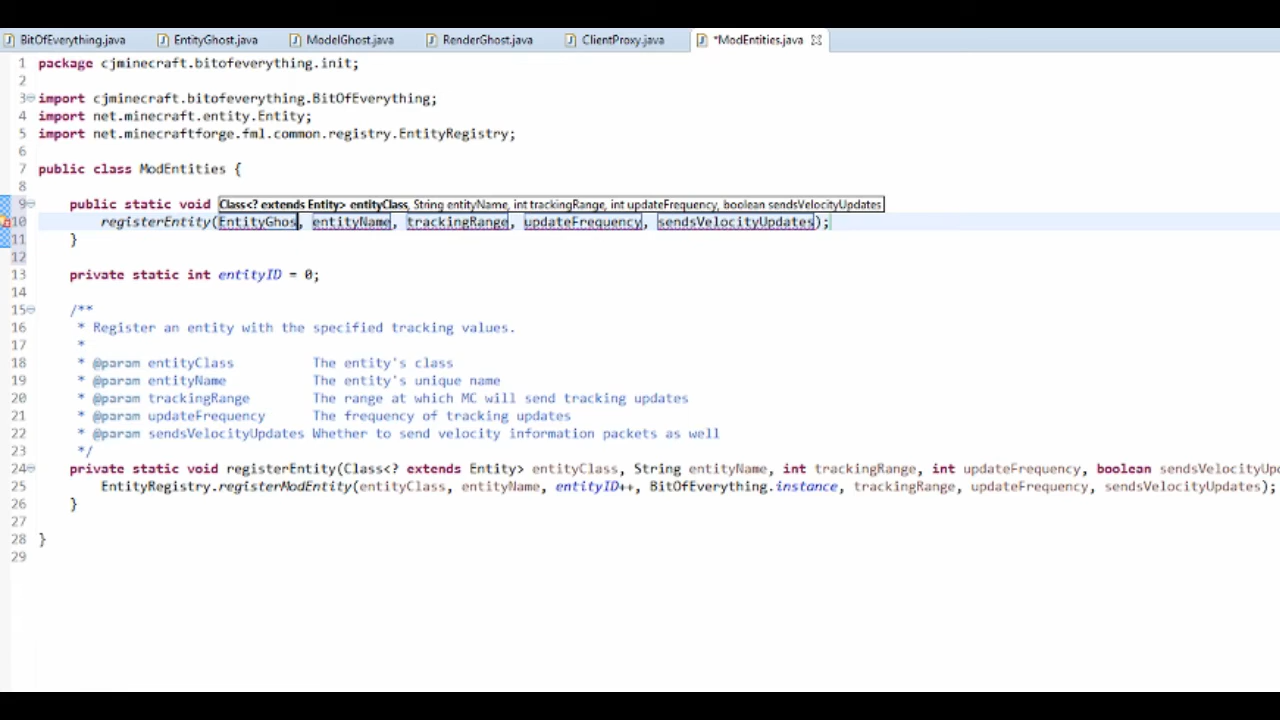 BitOfEverything.java EntityGhost.java ModelGhost.java RenderGhost.java ClientProxy.java *ModEntities.java
1 package cjminecraft.bitofeverything.init;
2
3 import cjminecraft.bitofeverything.BitOfEverything;
4 import net.minecraft.entity.Entity;
5 import net.minecraftforge.fml.common.registry.EntityRegistry;
6
7 public class ModEntities {
8
9 public static void Class<? extends Entity> entityClass, String entityName, int trackingRange, int updateFrequency, boolean sendsVelocityUpdates
10 registerEntity(EntityGhos, entityName, trackingRange, updateFrequency, sendsVelocityUpdates);
11 }
12
13 private static int entityID = 0;
14
15 /**
16 * Register an entity with the specified tracking values.
17 *
18 * @param entityClass The entity's class
19 * @param entityName The entity's unique name
20 * @param trackingRange The range at which MC will send tracking updates
21 * @param updateFrequency The frequency of tracking updates
22 * @param sendsVelocityUpdates Whether to send velocity information packets as well
23 */
24 private static void registerEntity(Class<? extends Entity> entityClass, String entityName, int trackingRange, int updateFrequency, boolean sendsVelocityUp
25 EntityRegistry.registerModEntity(entityClass, entityName, entityID++, BitOfEverything.instance, trackingRange, updateFrequency, sendsVelocityUpdates);
26 }
27
28 }
29